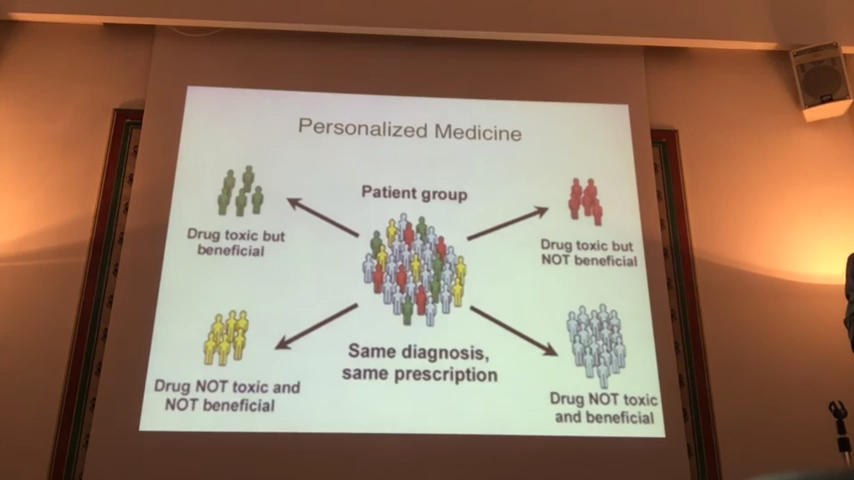 Personalized Medicine
Patient group
Drug toxic but
beneficial
Drug toxic but
NOT beneficial
Same diagnosis,
same prescription
Drug NOT toxic and
NOT beneficial
Drug NOT toxic
and beneficial